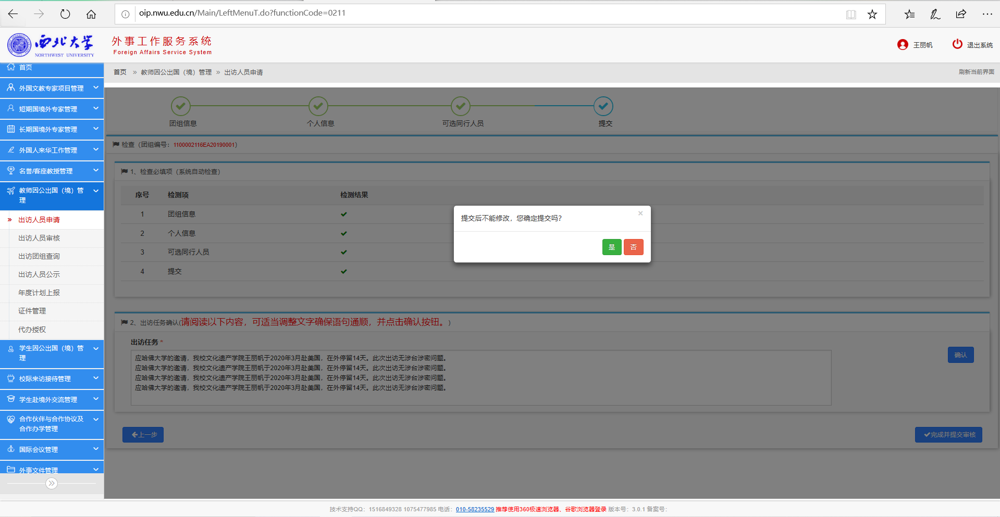 oip.nwu.edu.cn/Main/LeftMenuT.do?functionCode=0211
西北大学
NORTHWEST UNIVERSITY
外事工作服务系统
Foreign Affairs Service System
王丽帆
退出系统
首页 » 教师因公出国（境）管理 » 出访人员申请
刷新当前界面
首页
外国文教专家项目管理
短期国境外专家管理
长期国境外专家管理
外国人来华工作管理
名誉/客座教授管理
教师因公出国（境）管
理
» 出访人员申请
出访人员审核
出访团组查询
出访人员公示
年度计划上报
证件管理
代办授权
学生因公出国（境）管
理
校际来访接待管理
学生赴境外交流管理
合作伙伴与合作协议及
合作办学管理
国际会议管理
外事文件管理
团组信息
个人信息
可选同行人员
提交
检查（团组编号：1100002116EA20190001）
1、检查必填项（系统自动检查）
序号 检测项 检测结果
1 团组信息
2 个人信息
3 可选同行人员
4 提交
提交后不能修改，您确定提交吗？
×
是 否
2、出访任务确认(请阅读以下内容，可适当调整文字确保语句通顺，并点击确认按钮。)
出访任务 *
应哈佛大学的邀请，我校文化遗产学院王丽帆于2020年3月赴美国，在外停留14天。此次出访无涉台涉密问题。
应哈佛大学的邀请，我校文化遗产学院王丽帆于2020年3月赴美国，在外停留14天。此次出访无涉台涉密问题。
应哈佛大学的邀请，我校文化遗产学院王丽帆于2020年3月赴美国，在外停留14天。此次出访无涉台涉密问题。
应哈佛大学的邀请，我校文化遗产学院王丽帆于2020年3月赴美国，在外停留14天。此次出访无涉台涉密问题。
确认
上一步
完成并提交审核
技术支持QQ：1516849328 1075477985 电话：010-58235529 推荐使用360极速浏览器、谷歌浏览器登录 版本号：3.0.1 备案号：